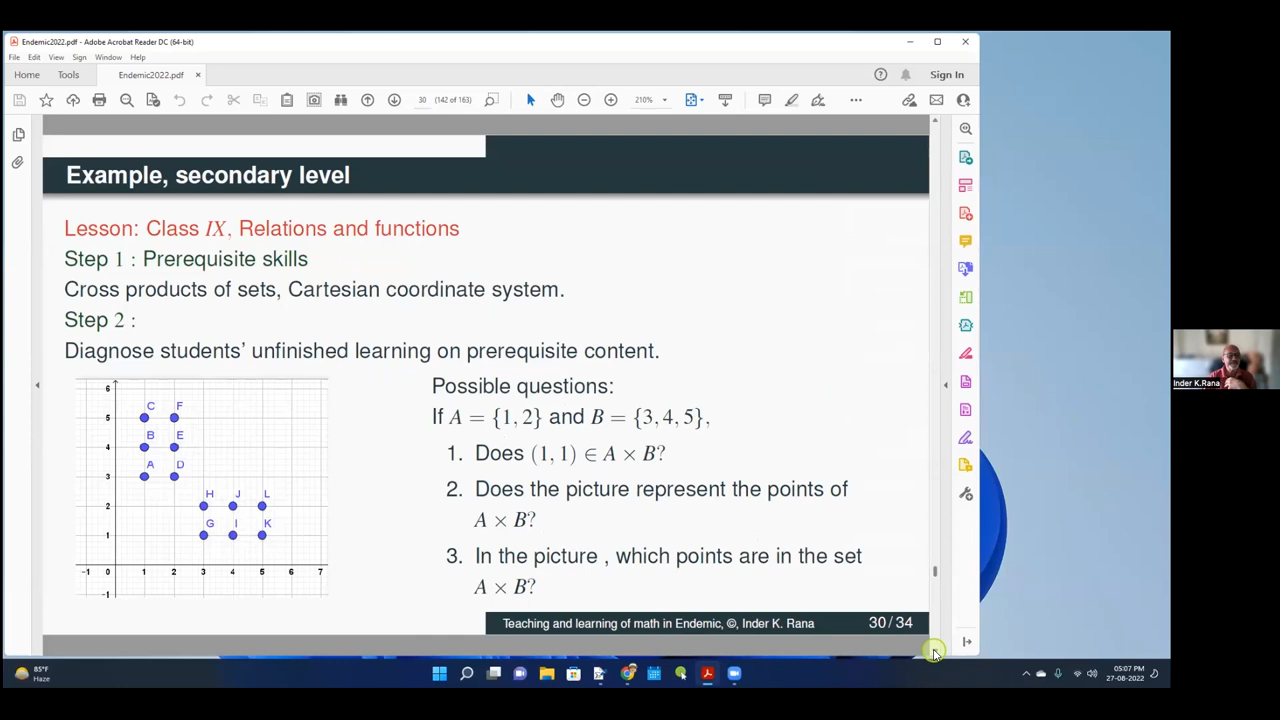 Endemic2022.pdf - Adobe Acrobat Reader DC (64-bit)
File Edit View Sign Window Help
Home Tools Endemic2022.pdf × Sign In
30 (142 of 163) 210%
Example, secondary level
Lesson: Class IX, Relations and functions
Step 1 : Prerequisite skills
Cross products of sets, Cartesian coordinate system.
Step 2 :
Diagnose students’ unfinished learning on prerequisite content.
6
5
4
3
2
1
-1
-1 0 1 2 3 4 5 6 7
C F
B E
A D
H J L
G I K
Possible questions:
If A = {1, 2} and B = {3, 4, 5},
1. Does (1, 1) ∈ A × B?
2. Does the picture represent the points of
A × B?
3. In the picture , which points are in the set
A × B?
Teaching and learning of math in Endemic, ©, Inder K. Rana 30 / 34
Inder K.Rana
85°F
Haze
05:07 PM
27-08-2022